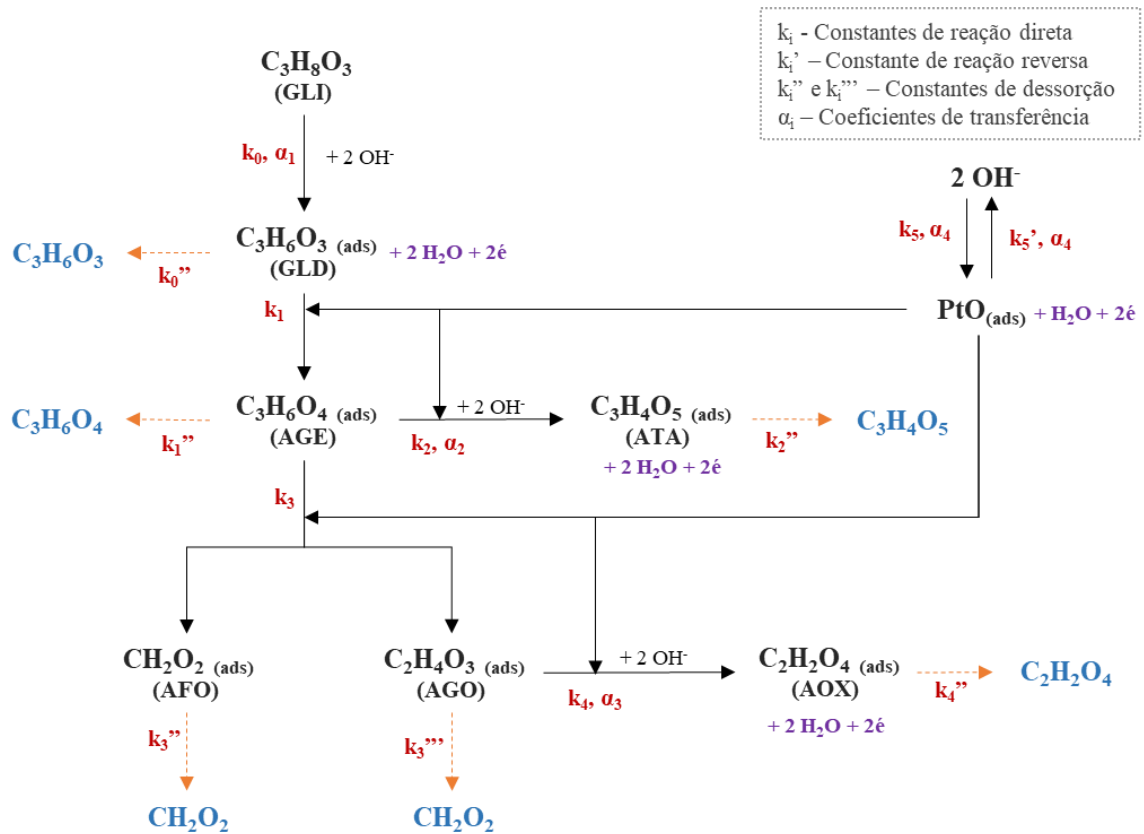 kᵢ - Constantes de reação direta
kᵢ' – Constante de reação reversa
kᵢ'' e kᵢ''' – Constantes de dessorção
αᵢ – Coeficientes de transferência
C₃H₈O₃
(GLI)
k₀, α₁
+ 2 OH⁻
2 OH⁻
k₅, α₄
k₅', α₄
C₃H₆O₃
k₀''
C₃H₆O₃ (ads)
(GLD)
+ 2 H₂O + 2é
k₁
PtO(ads) + H₂O + 2é
C₃H₆O₄
k₁''
C₃H₆O₄ (ads)
(AGE)
+ 2 OH⁻
k₂, α₂
C₃H₄O₅ (ads)
(ATA)
+ 2 H₂O + 2é
k₂''
C₃H₄O₅
k₃
CH₂O₂ (ads)
(AFO)
C₂H₄O₃ (ads)
(AGO)
+ 2 OH⁻
k₄, α₃
C₂H₂O₄ (ads)
(AOX)
+ 2 H₂O + 2é
k₄''
C₂H₂O₄
k₃''
k₃'''
CH₂O₂
CH₂O₂